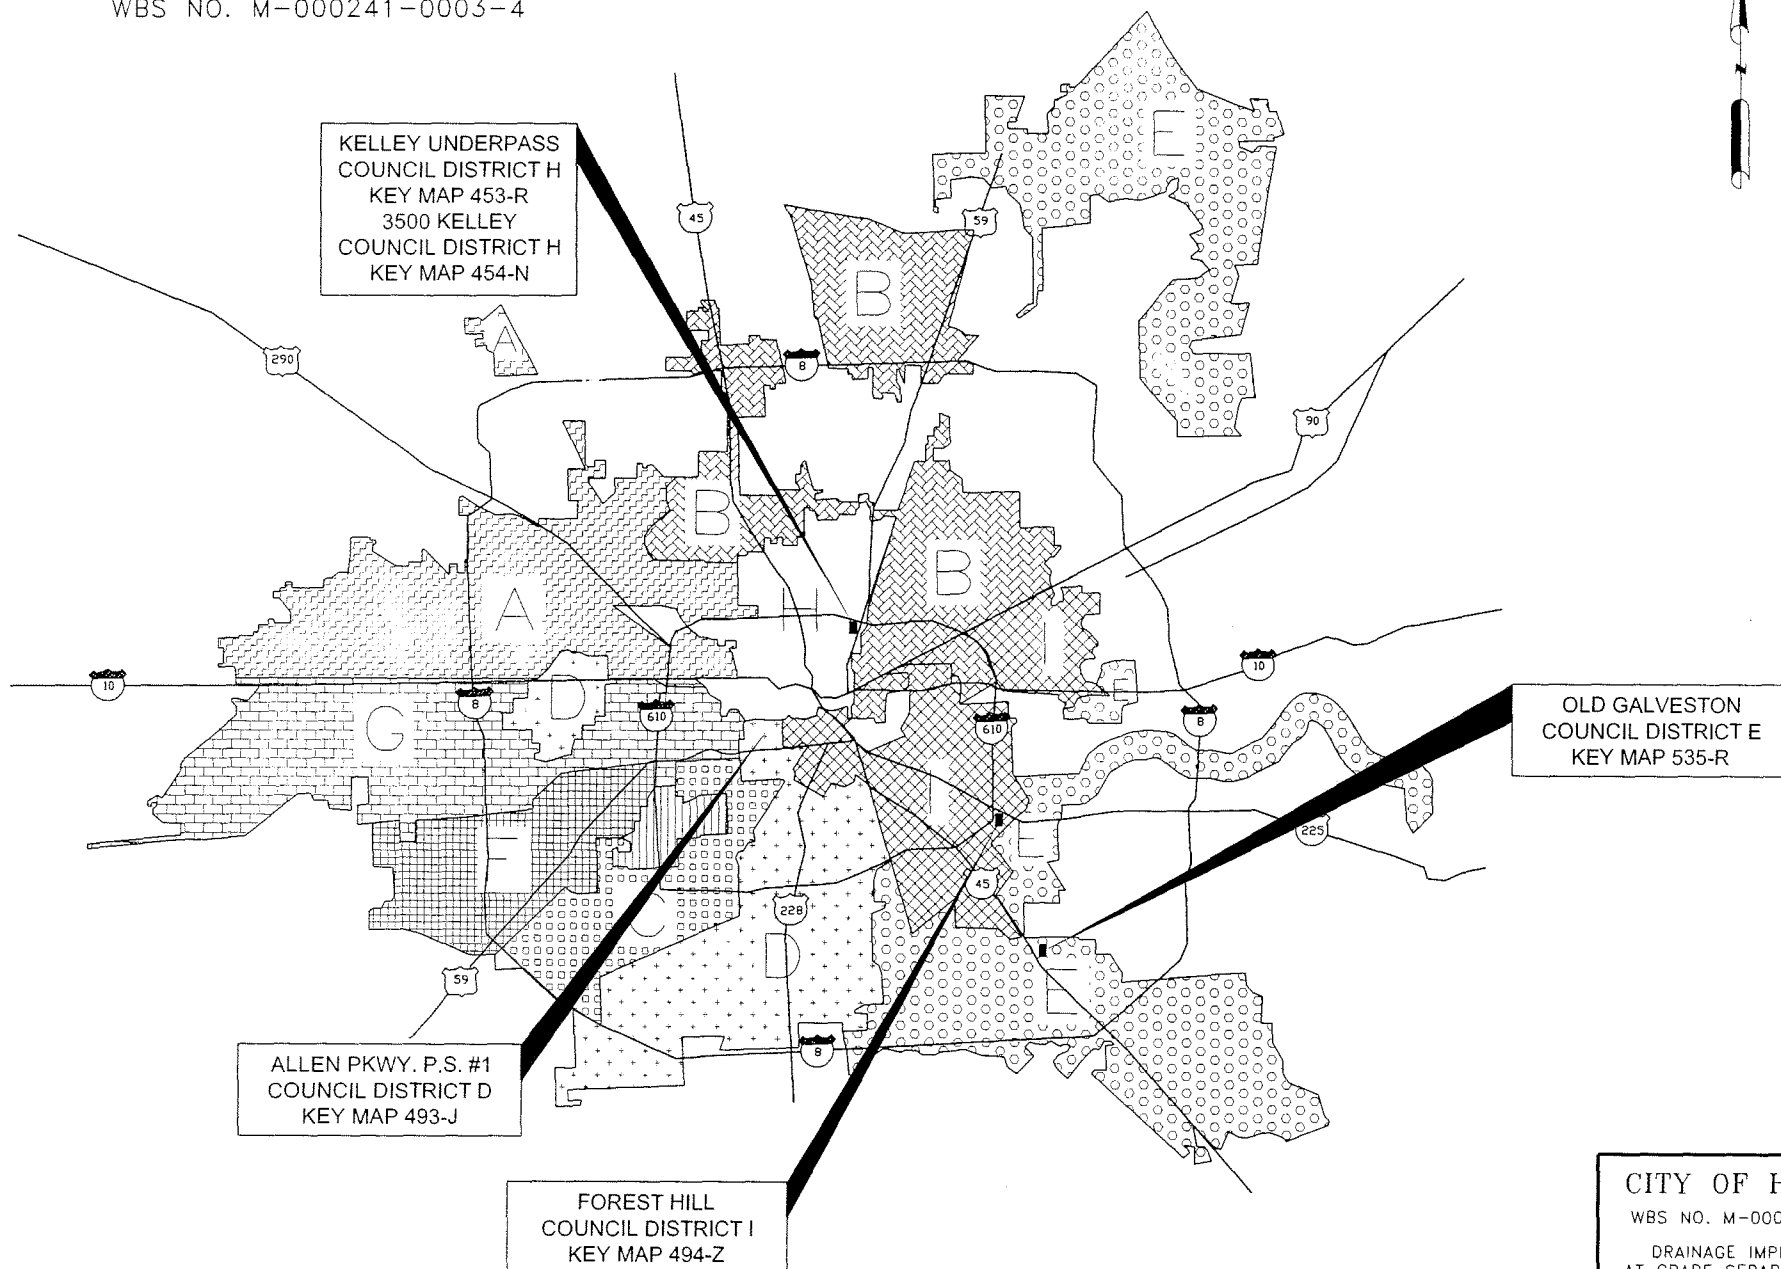 WBS NO. M-000241-0003-4
N
KELLEY UNDERPASS
COUNCIL DISTRICT H
KEY MAP 453-R
3500 KELLEY
COUNCIL DISTRICT H
KEY MAP 454-N
E
45
59
B
A
290
8
90
B
B
A
H
I
10
E
10
D
8
G
610
610
8
OLD GALVESTON
COUNCIL DISTRICT E
KEY MAP 535-R
I
E
225
F
45
C
228
D
59
E
8
ALLEN PKWY. P.S. #1
COUNCIL DISTRICT D
KEY MAP 493-J
FOREST HILL
COUNCIL DISTRICT I
KEY MAP 494-Z
CITY OF H
WBS NO. M-000
DRAINAGE IMP